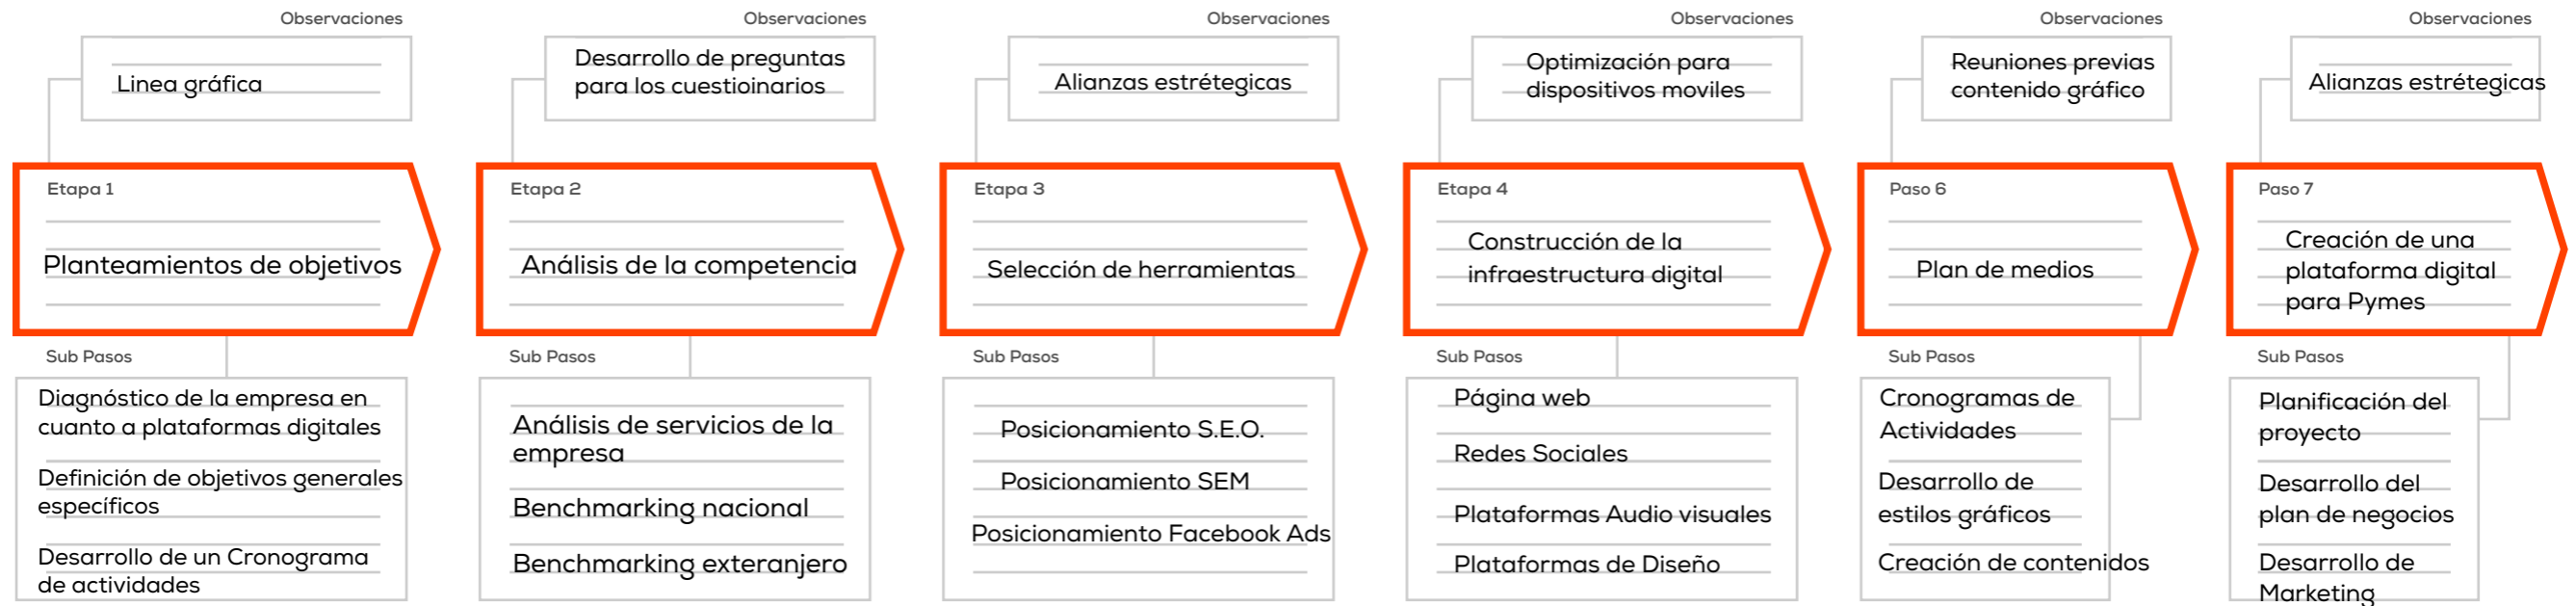 Observaciones
Linea gráfica
Etapa 1
Planteamientos de objetivos
Sub Pasos
Diagnóstico de la empresa en
cuanto a plataformas digitales
Definición de objetivos generales
específicos
Desarrollo de un Cronograma
de actividades
Observaciones
Desarrollo de preguntas
para los cuestioinarios
Etapa 2
Análisis de la competencia
Sub Pasos
Análisis de servicios de la
empresa
Benchmarking nacional
Benchmarking exteranjero
Observaciones
Alianzas estrétegicas
Etapa 3
Selección de herramientas
Sub Pasos
Posicionamiento S.E.O.
Posicionamiento SEM
Posicionamiento Facebook Ads
Observaciones
Optimización para
dispositivos moviles
Etapa 4
Construcción de la
infraestructura digital
Sub Pasos
Página web
Redes Sociales
Plataformas Audio visuales
Plataformas de Diseño
Observaciones
Reuniones previas
contenido gráfico
Paso 6
Plan de medios
Sub Pasos
Cronogramas de
Actividades
Desarrollo de
estilos gráficos
Creación de contenidos
Observaciones
Alianzas estrétegicas
Paso 7
Creación de una
plataforma digital
para Pymes
Sub Pasos
Planificación del
proyecto
Desarrollo del
plan de negocios
Desarrollo de
Marketing